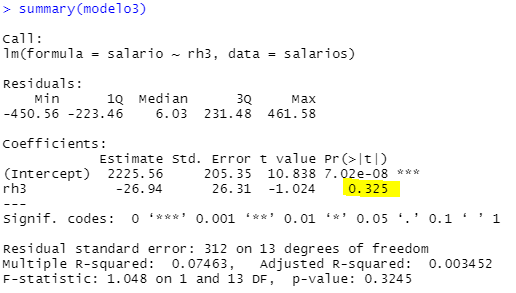 > summary(modelo3)
Call:
lm(formula = salario ~ rh3, data = salarios)
Residuals:
Min 1Q Median 3Q Max
-450.56 -223.46 6.03 231.48 461.58
Coefficients:
Estimate Std. Error t value Pr(>|t|)
(Intercept) 2225.56 205.35 10.838 7.02e-08 ***
rh3 -26.94 26.31 -1.024 0.325
---
Signif. codes: 0 ‘***’ 0.001 ‘**’ 0.01 ‘*’ 0.05 ‘.’ 0.1 ‘ ’ 1
Residual standard error: 312 on 13 degrees of freedom
Multiple R-squared: 0.07463, Adjusted R-squared: 0.003452
F-statistic: 1.048 on 1 and 13 DF, p-value: 0.3245